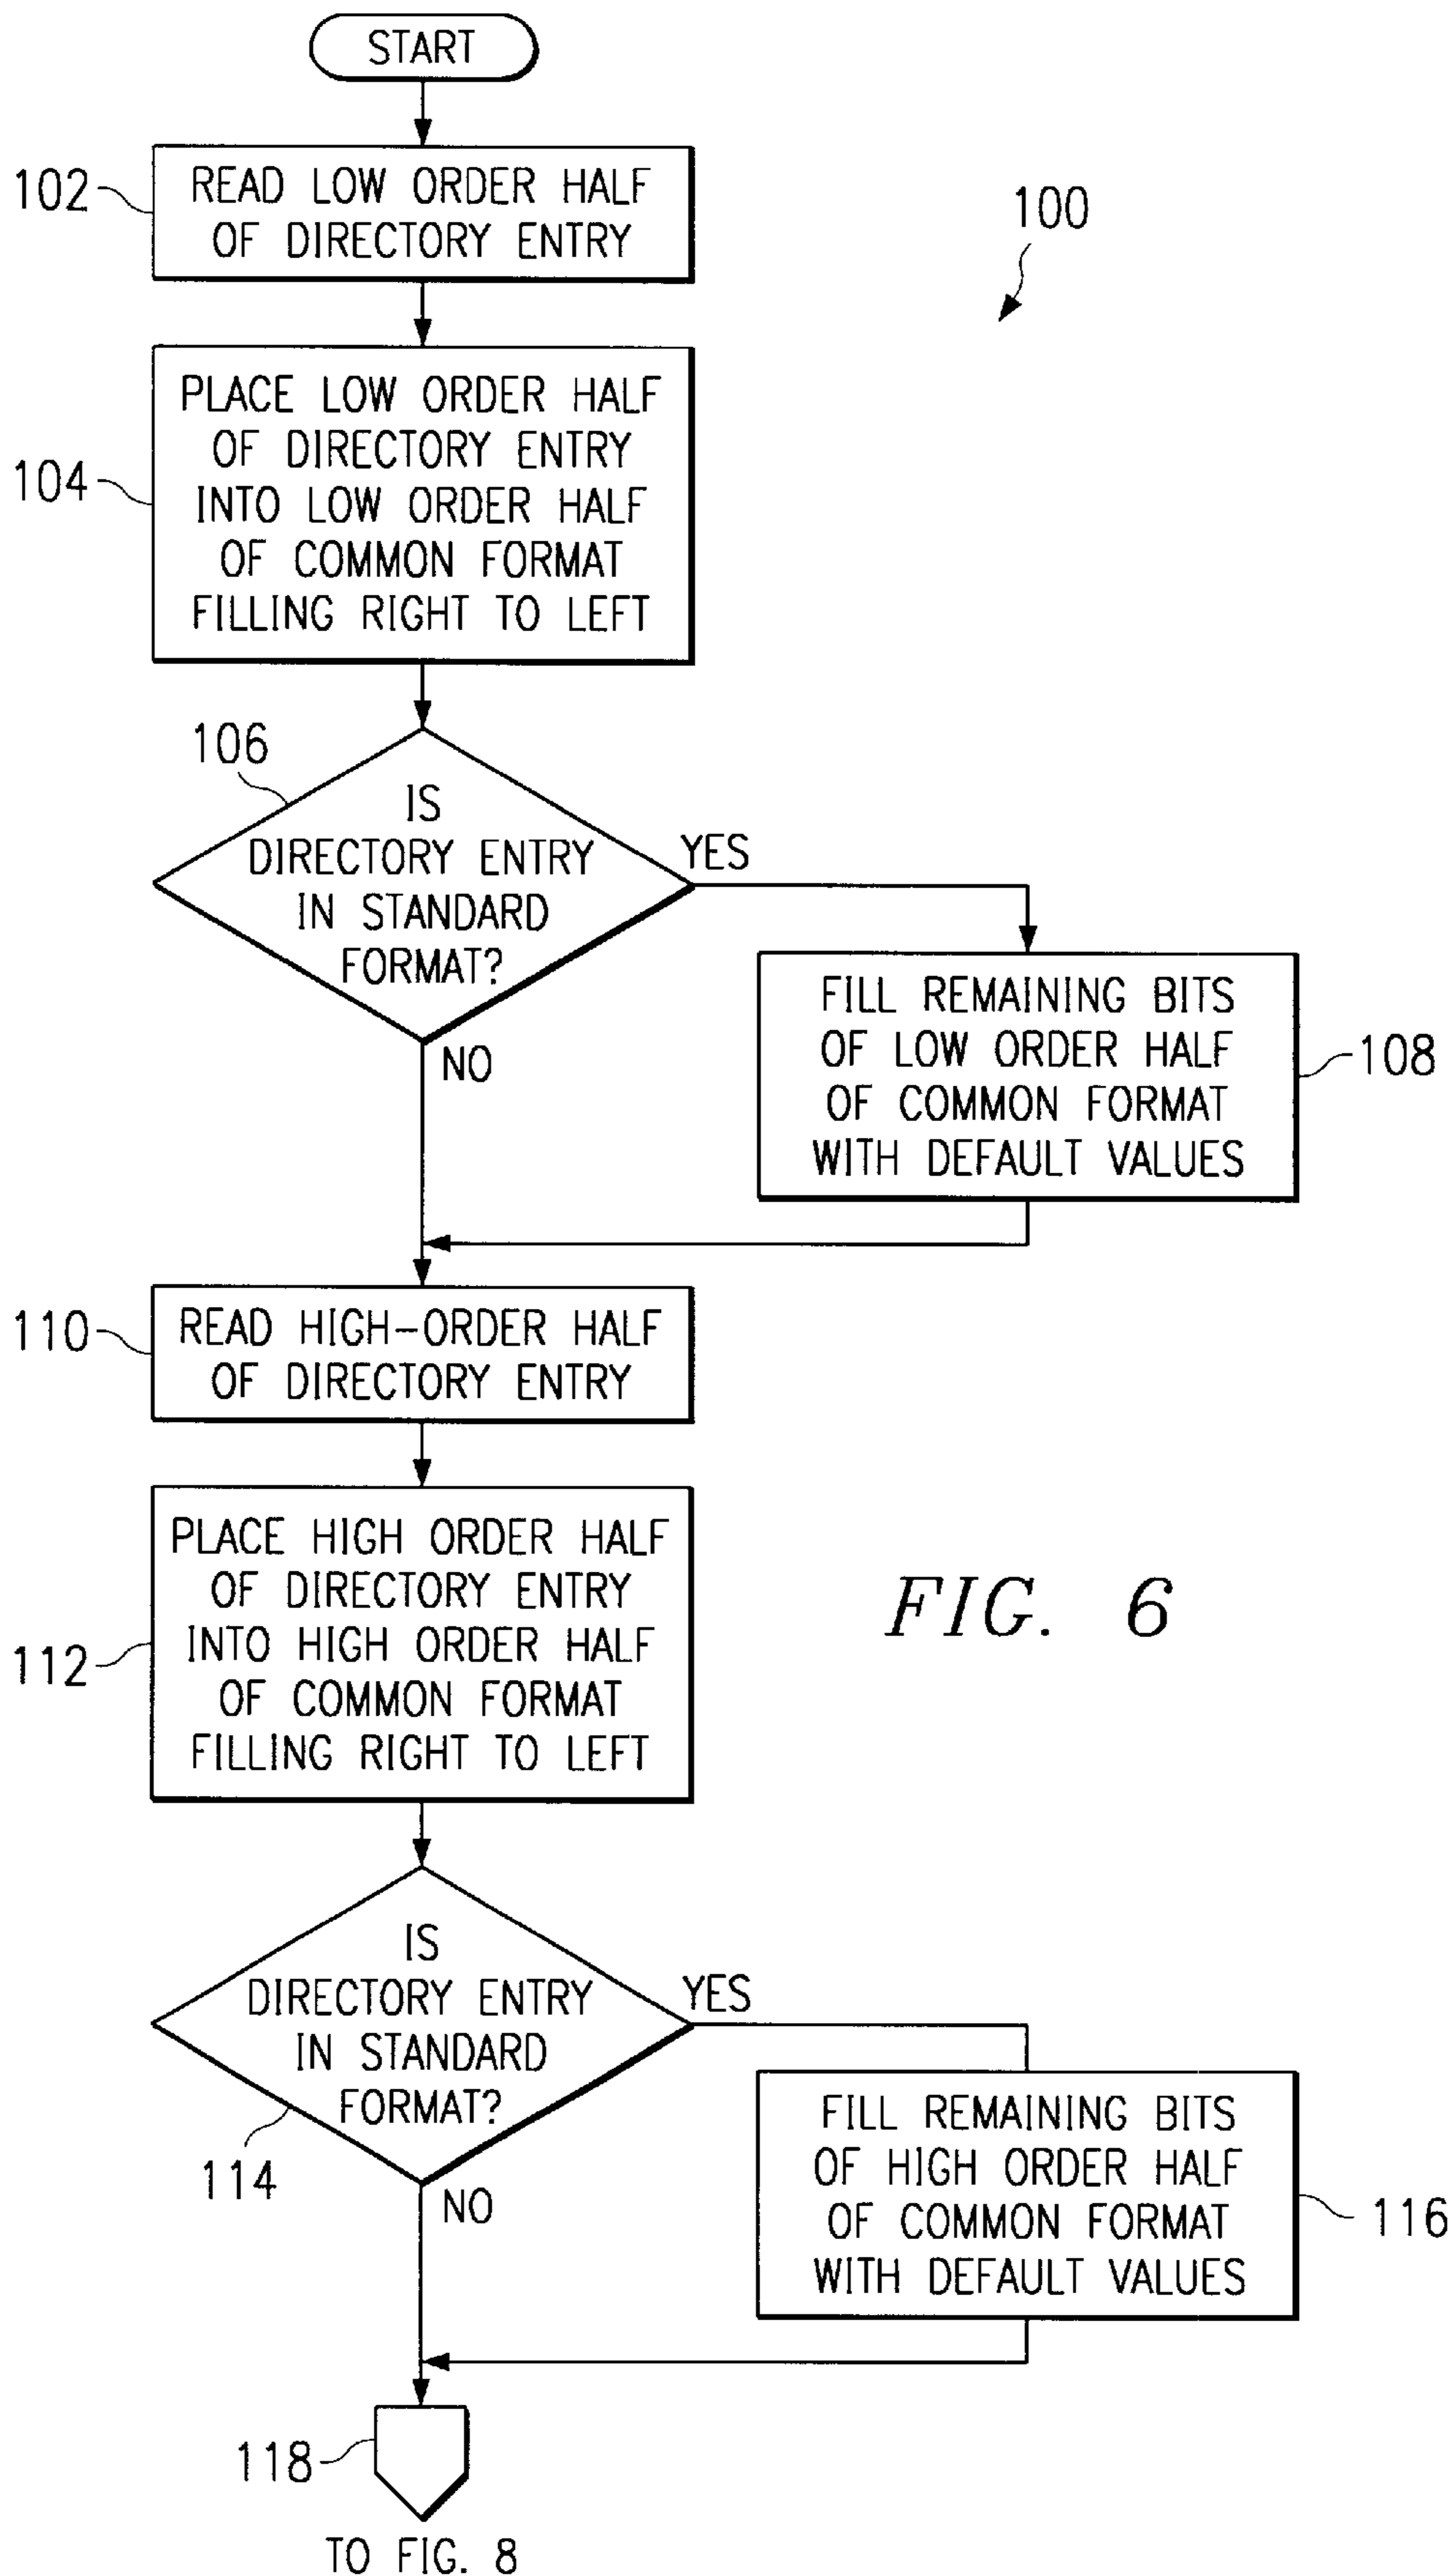 START
102
READ LOW ORDER HALF
OF DIRECTORY ENTRY
100
104
PLACE LOW ORDER HALF
OF DIRECTORY ENTRY
INTO LOW ORDER HALF
OF COMMON FORMAT
FILLING RIGHT TO LEFT
106
IS
DIRECTORY ENTRY
IN STANDARD
FORMAT?
YES
NO
FILL REMAINING BITS
OF LOW ORDER HALF
OF COMMON FORMAT
WITH DEFAULT VALUES
108
110
READ HIGH-ORDER HALF
OF DIRECTORY ENTRY
112
PLACE HIGH ORDER HALF
OF DIRECTORY ENTRY
INTO HIGH ORDER HALF
OF COMMON FORMAT
FILLING RIGHT TO LEFT
FIG. 6
IS
DIRECTORY ENTRY
IN STANDARD
FORMAT?
YES
114
NO
FILL REMAINING BITS
OF HIGH ORDER HALF
OF COMMON FORMAT
WITH DEFAULT VALUES
116
118
TO FIG. 8